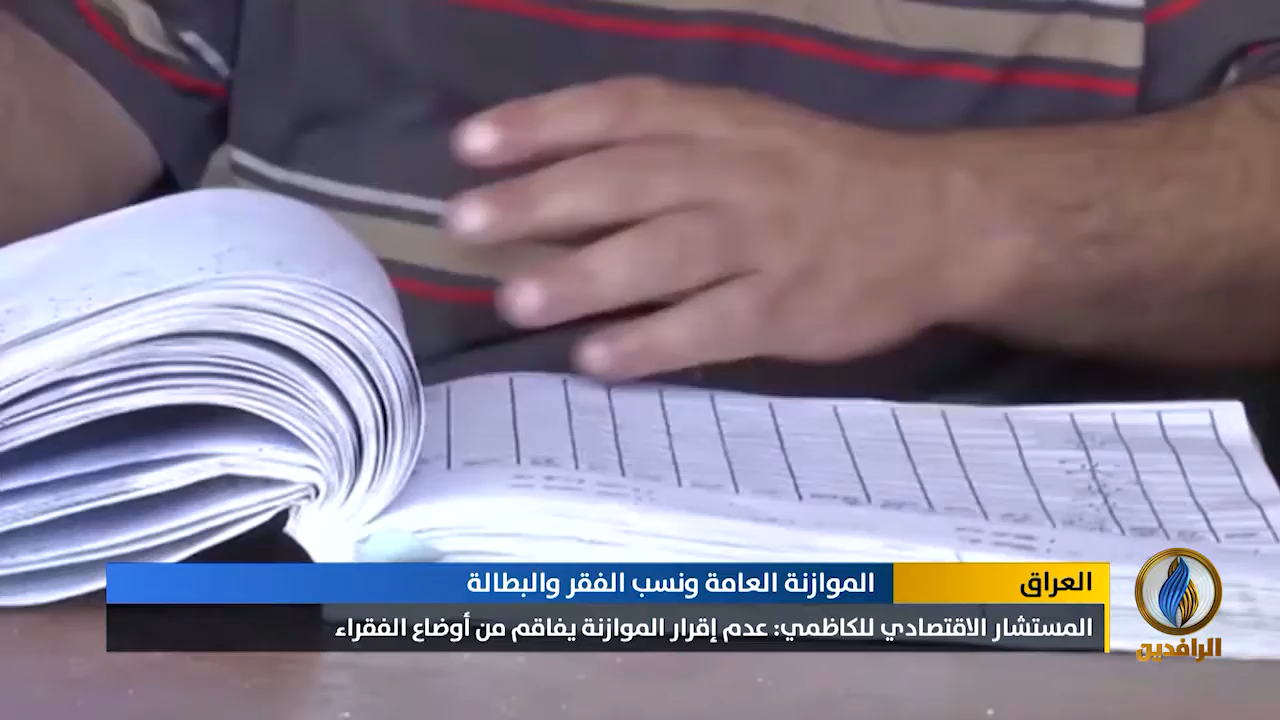 العراق
الموازنة العامة ونسب الفقر والبطالة
المستشار الاقتصادي للكاظمي: عدم إقرار الموازنة يفاقم من أوضاع الفقراء
الرافدين